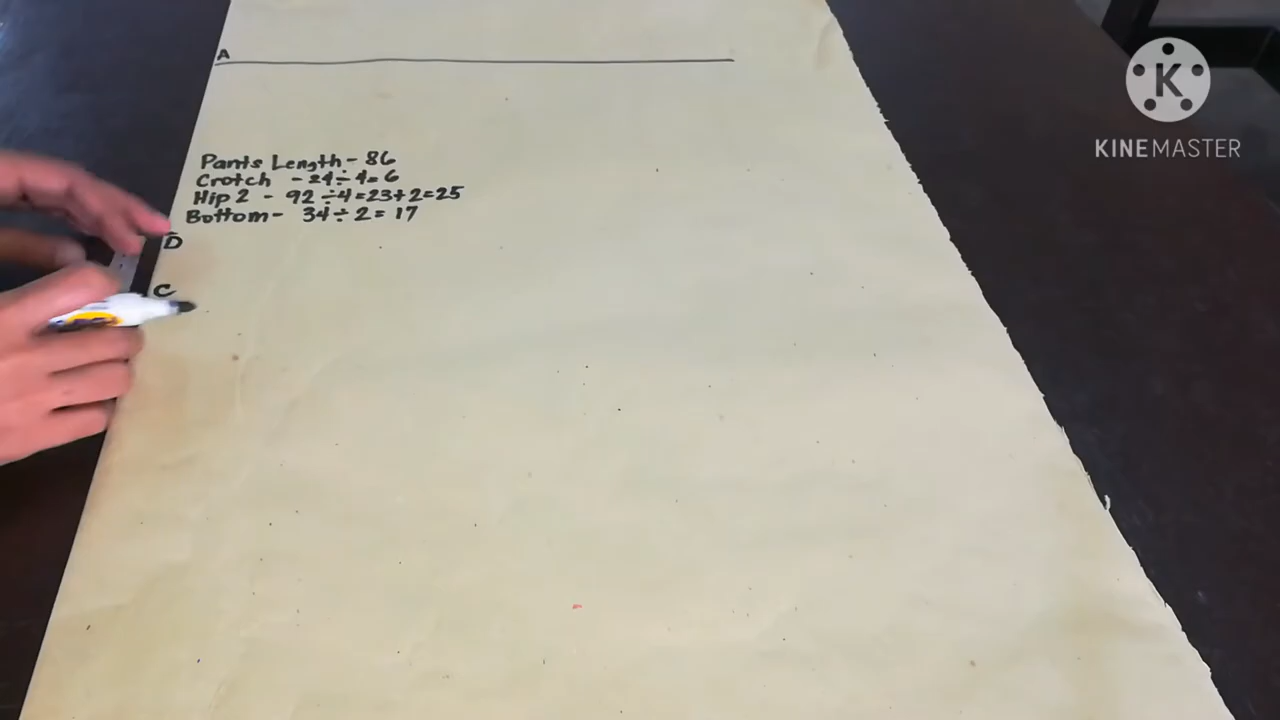 K
KINEMASTER
A
Pants Length - 86
Crotch - 24 ÷ 4 = 6
Hip 2 - 92 ÷ 4 = 23 + 2 = 25
Bottom - 34 ÷ 2 = 17
D
C